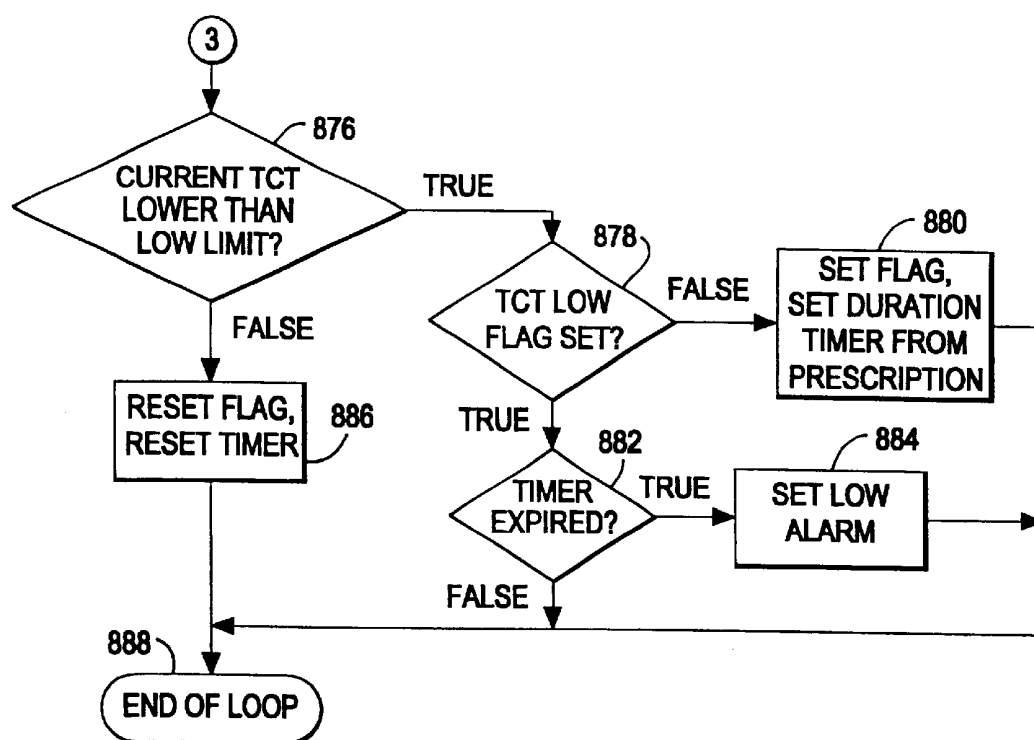 3
876
CURRENT TCT
LOWER THAN
LOW LIMIT?
TRUE
878
TCT LOW
FLAG SET?
FALSE
880
SET FLAG,
SET DURATION
TIMER FROM
PRESCRIPTION
FALSE
RESET FLAG,
RESET TIMER
886
TRUE
882
TIMER
EXPIRED?
TRUE
884
SET LOW
ALARM
FALSE
888
END OF LOOP